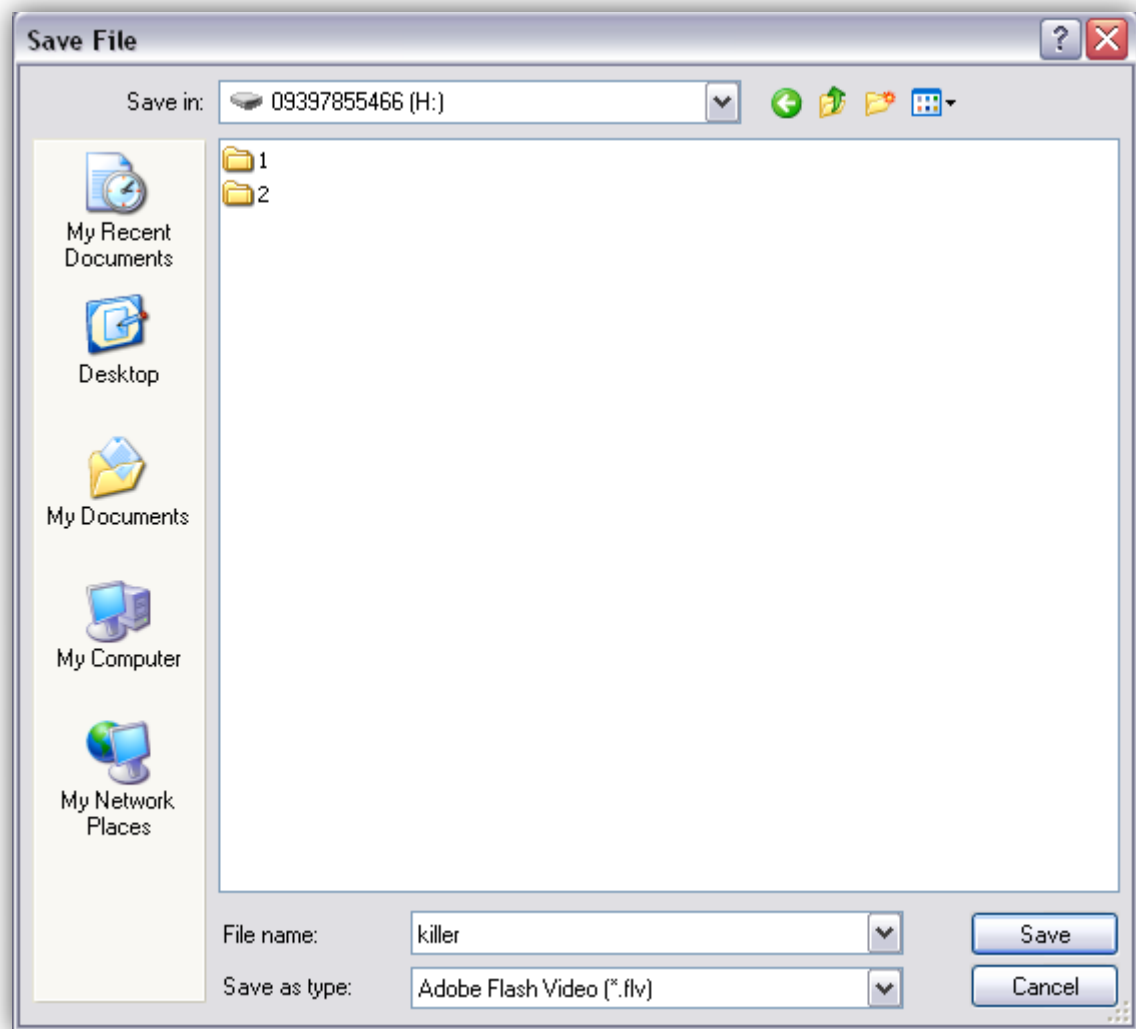 Save File
Save in: 09397855466 (H:)
1
2
My Recent
Documents
Desktop
My Documents
My Computer
My Network
Places
File name: killer Save
Save as type: Adobe Flash Video (*.flv) Cancel